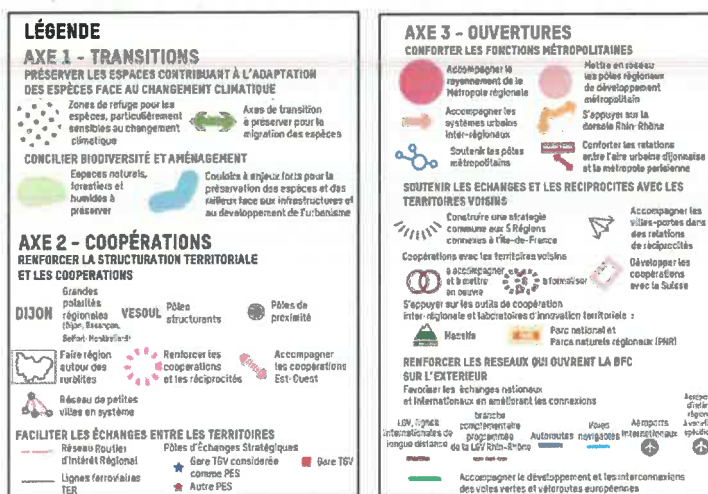 LÉGENDE
AXE 1 - TRANSITIONS
PRÉSERVER LES ESPACES CONTRIBUANT À L'ADAPTATION
DES ESPÈCES FACE AU CHANGEMENT CLIMATIQUE
Zones de refuge pour les
espèces, particulièrement
sensibles au changement
climatique
Axes de transition
à préserver pour la
migration des espèces
CONCILIER BIODIVERSITÉ ET AMÉNAGEMENT
Espaces naturels,
forestiers et
humides à
préserver
Couloirs à enjeux forts pour la
préservation des espèces et des
milieux face aux infrastructures et
au développement de l'urbanisme
AXE 2 - COOPÉRATIONS
RENFORCER LA STRUCTURATION TERRITORIALE
ET LES COOPERATIONS
DIJON
Grandes
polarités
régionales
(Dijon, Besançon,
Belfort-Montbéliard)
VESOUL
Pôles
structurants
Pôles de
proximité
Faire région
autour des
ruralités
Renforcer les
cooperations
et les réciprocités
Accompagner
les coopérations
Est-Ouest
Réseau de petites
villes en système
FACILITER LES ÉCHANGES ENTRE LES TERRITOIRES
Réseau Routier
d'Intérêt Régional
Lignes ferroviaires
TER
Pôles d'Échanges Stratégiques
Gare TGV considérée
comme PES
Autre PES
Gare TGV
AXE 3 - OUVERTURES
CONFORTER LES FONCTIONS MÉTROPOLITAINES
Accompagner le
rayonnement de la
Métropole régionale
Mettre en réseau
les pôles régionaux
de développement
métropolitain
Accompagner les
systèmes urbains
inter-régionaux
S'appuyer sur la
dorsale Rhin-Rhône
Soutenir les pôles
métropolitains
Conforter les relations
entre l'aire urbaine dijonnaise
et la métropole parisienne
SOUTENIR LES ECHANGES ET LES RECIPROCITES AVEC LES
TERRITOIRES VOISINS
Construire une stratégie
commune aux 5 Régions
connexes à l'Ile-de-France
Accompagner les
villes-portes dans
des relations
de réciprocités
Coopérations avec les territoires voisins
à accompagner
et à mettre
en oeuvre
à formaliser
Développer les
coopérations
avec la Suisse
S'appuyer sur les outils de coopération
inter-régionale et laboratoires d'innovation territoriale :
Massifs
Parc national et
Parcs naturels régionaux (PNR)
RENFORCER LES RESEAUX QUI OUVRENT LA BFC
SUR L'EXTERIEUR
Favoriser les échanges nationaux
et internationaux en améliorant les connexions
LGV, lignes
internationales de
longue distance
branche
complémentaire
programmée
de la LGV Rhin-Rhône
Autoroutes
Voies
navigables
Aéroports
internationaux
Accompagner le développement et les interconnexions
des voies vertes et véloroutes européennes